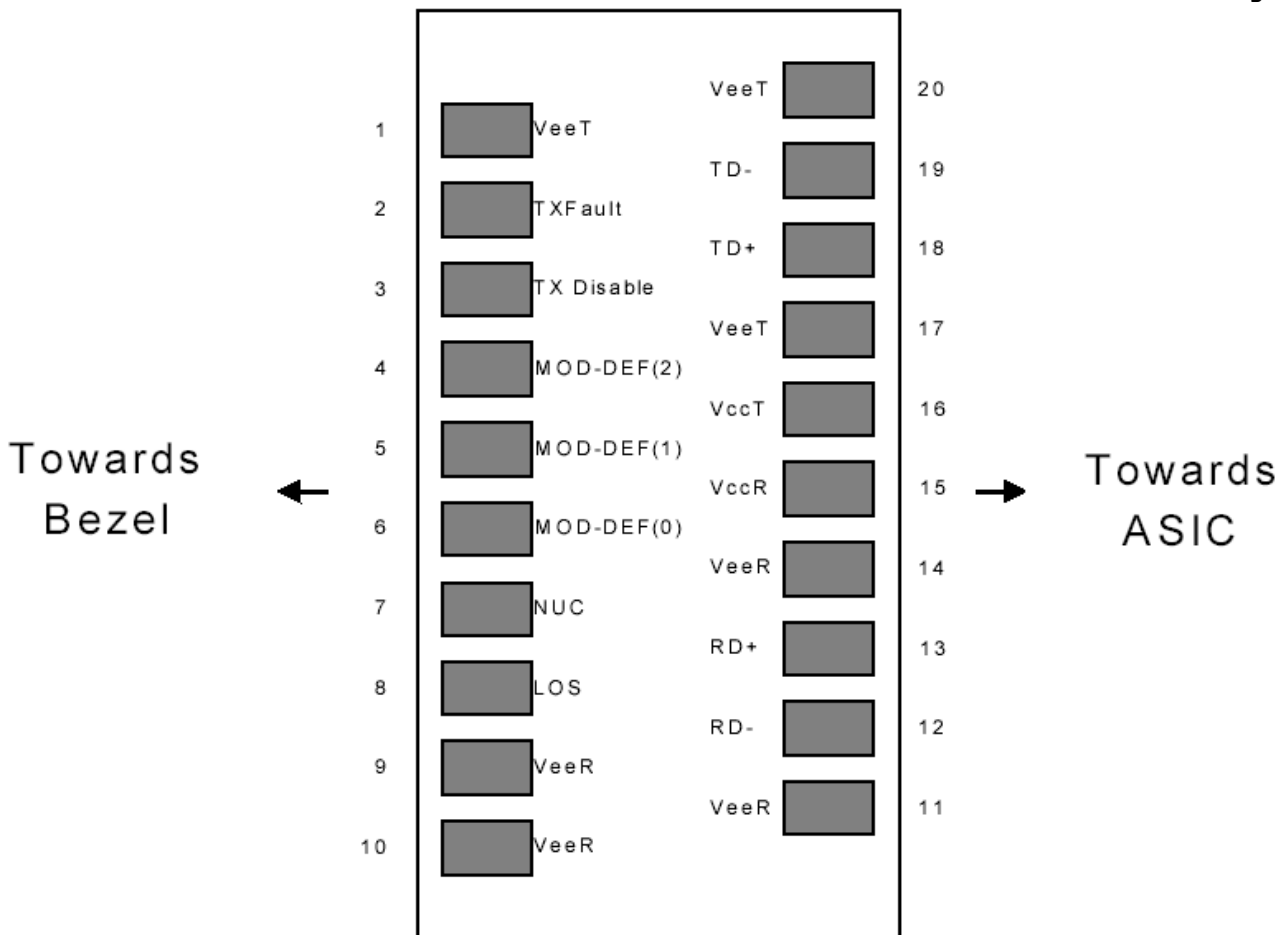 VeeT 20
1 VeeT
TD- 19
2 TXFault
TD+ 18
3 TX Disable
VeeT 17
4 MOD-DEF(2)
VccT 16
5 MOD-DEF(1)
Towards
Bezel
VccR 15
Towards
ASIC
6 MOD-DEF(0)
VeeR 14
7 NUC
RD+ 13
8 LOS
RD- 12
9 VeeR
VeeR 11
10 VeeR